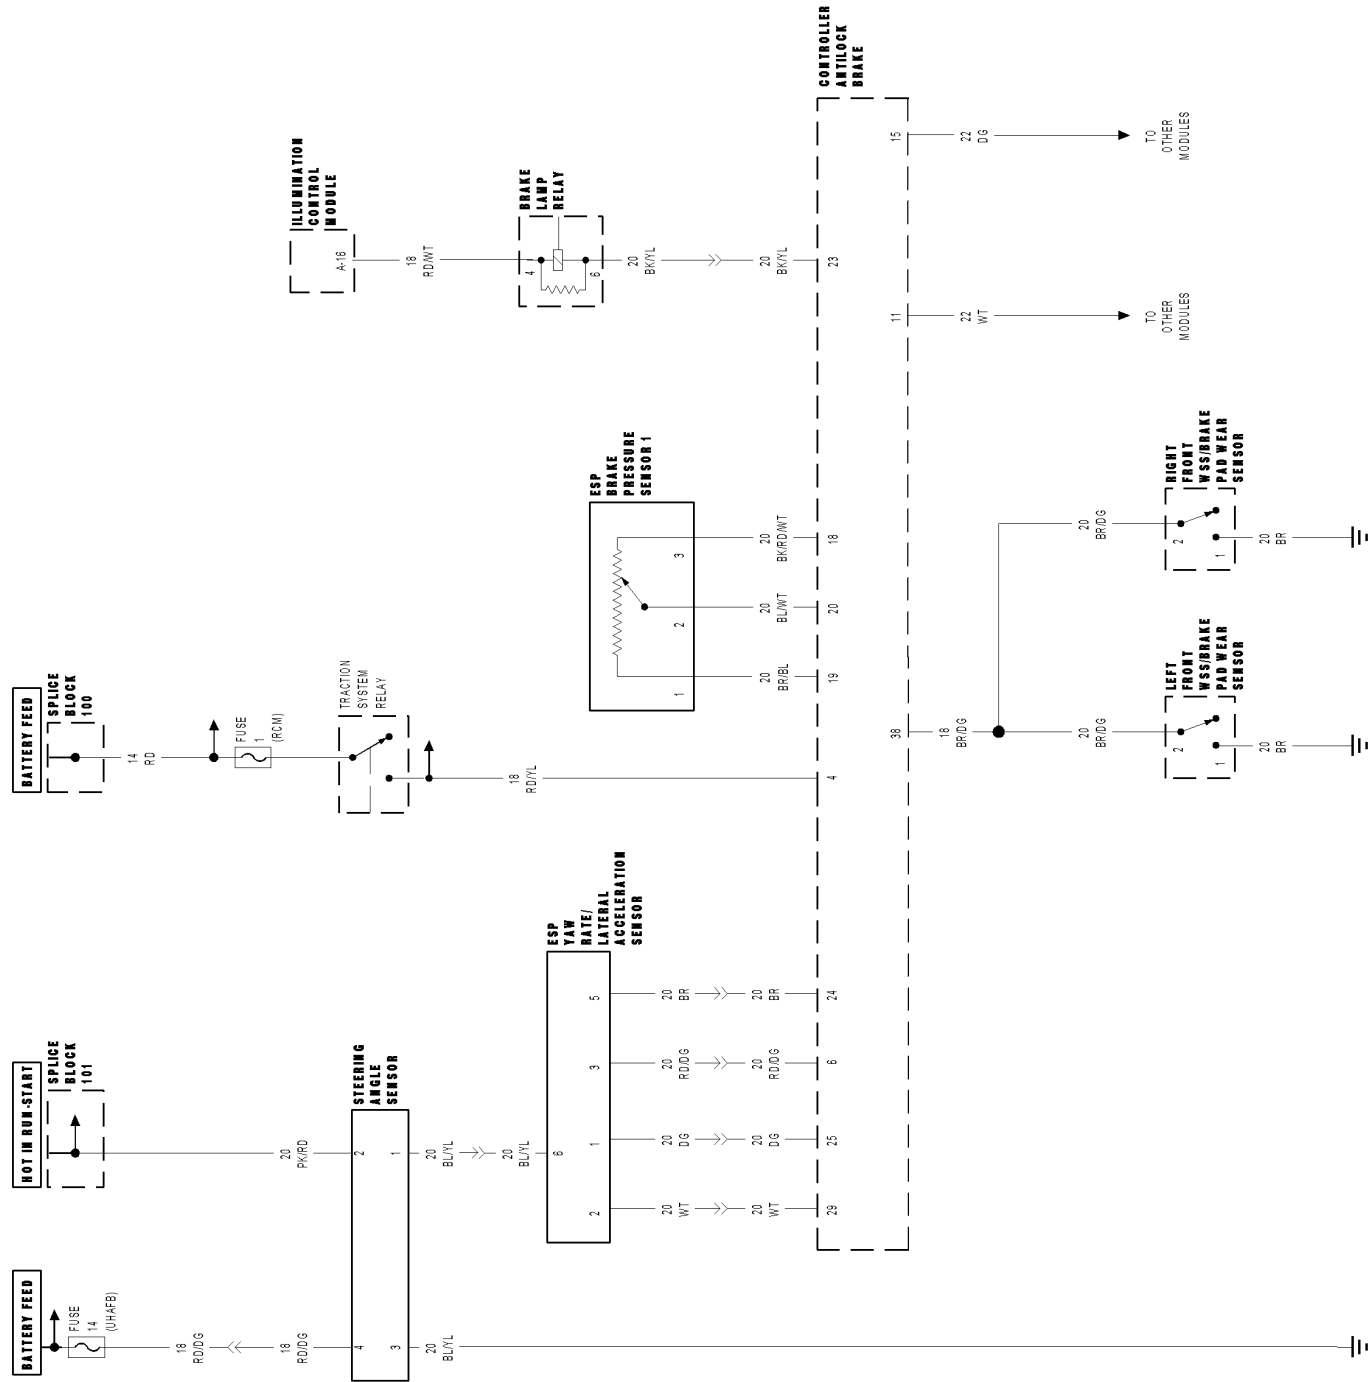 BATTERY FEED
FUSE
14
(UHAFB)
18
RD/DG
18
RD/DG
HOT IN RUN-START
SPLICE
BLOCK
101
20
PK/RD
BATTERY FEED
SPLICE
BLOCK
100
14
RD
FUSE
1
(RCM)
TRACTION
SYSTEM
RELAY
18
RD/YL
ILLUMINATION
CONTROL
MODULE
A-16
18
RD/WT
BRAKE
LAMP
RELAY
4
6
20
BK/YL
20
BK/YL
STEERING
ANGLE
SENSOR
4
2
3
1
20
BL/YL
20
BL/YL
20
BL/YL
ESP
YAW
RATE/
LATERAL
ACCELERATION
SENSOR
6
2
1
3
5
20
WT
20
DG
20
RD/DG
20
BR
20
WT
20
DG
20
RD/DG
20
BR
ESP
BRAKE
PRESSURE
SENSOR 1
1
2
3
20
BR/BL
20
BL/WT
20
BK/RD/WT
CONTROLLER
ANTILOCK
BRAKE
29
25
6
24
4
19
20
18
23
38
11
15
18
BR/DG
22
WT
22
DG
20
BR/DG
20
BR/DG
TO
OTHER
MODULES
TO
OTHER
MODULES
LEFT
FRONT
WSS/BRAKE
PAD WEAR
SENSOR
2
1
20
BR
RIGHT
FRONT
WSS/BRAKE
PAD WEAR
SENSOR
2
1
20
BR